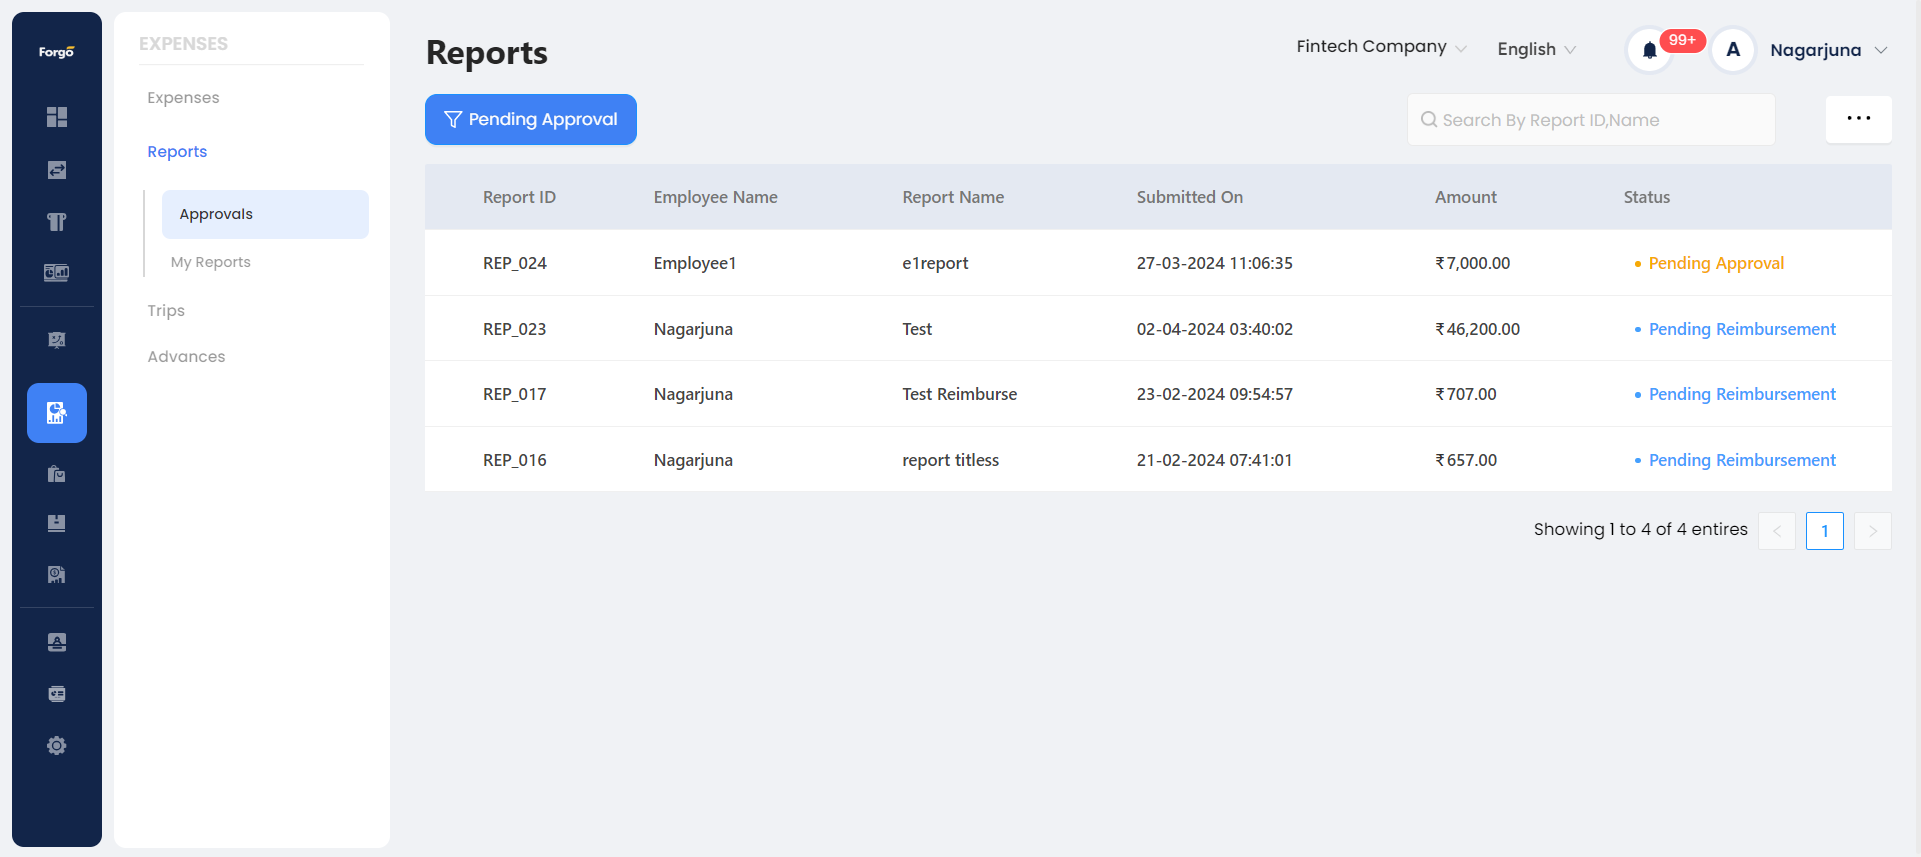 Forgo
EXPENSES
Expenses
Reports
Approvals
My Reports
Trips
Advances
Reports
Fintech Company
English
99+
A
Nagarjuna
Pending Approval
Search By Report ID,Name
Report ID Employee Name Report Name Submitted On Amount Status
REP_024 Employee1 e1report 27-03-2024 11:06:35 ₹7,000.00 Pending Approval
REP_023 Nagarjuna Test 02-04-2024 03:40:02 ₹46,200.00 Pending Reimbursement
REP_017 Nagarjuna Test Reimburse 23-02-2024 09:54:57 ₹707.00 Pending Reimbursement
REP_016 Nagarjuna report titless 21-02-2024 07:41:01 ₹657.00 Pending Reimbursement
Showing 1 to 4 of 4 entires < 1 >